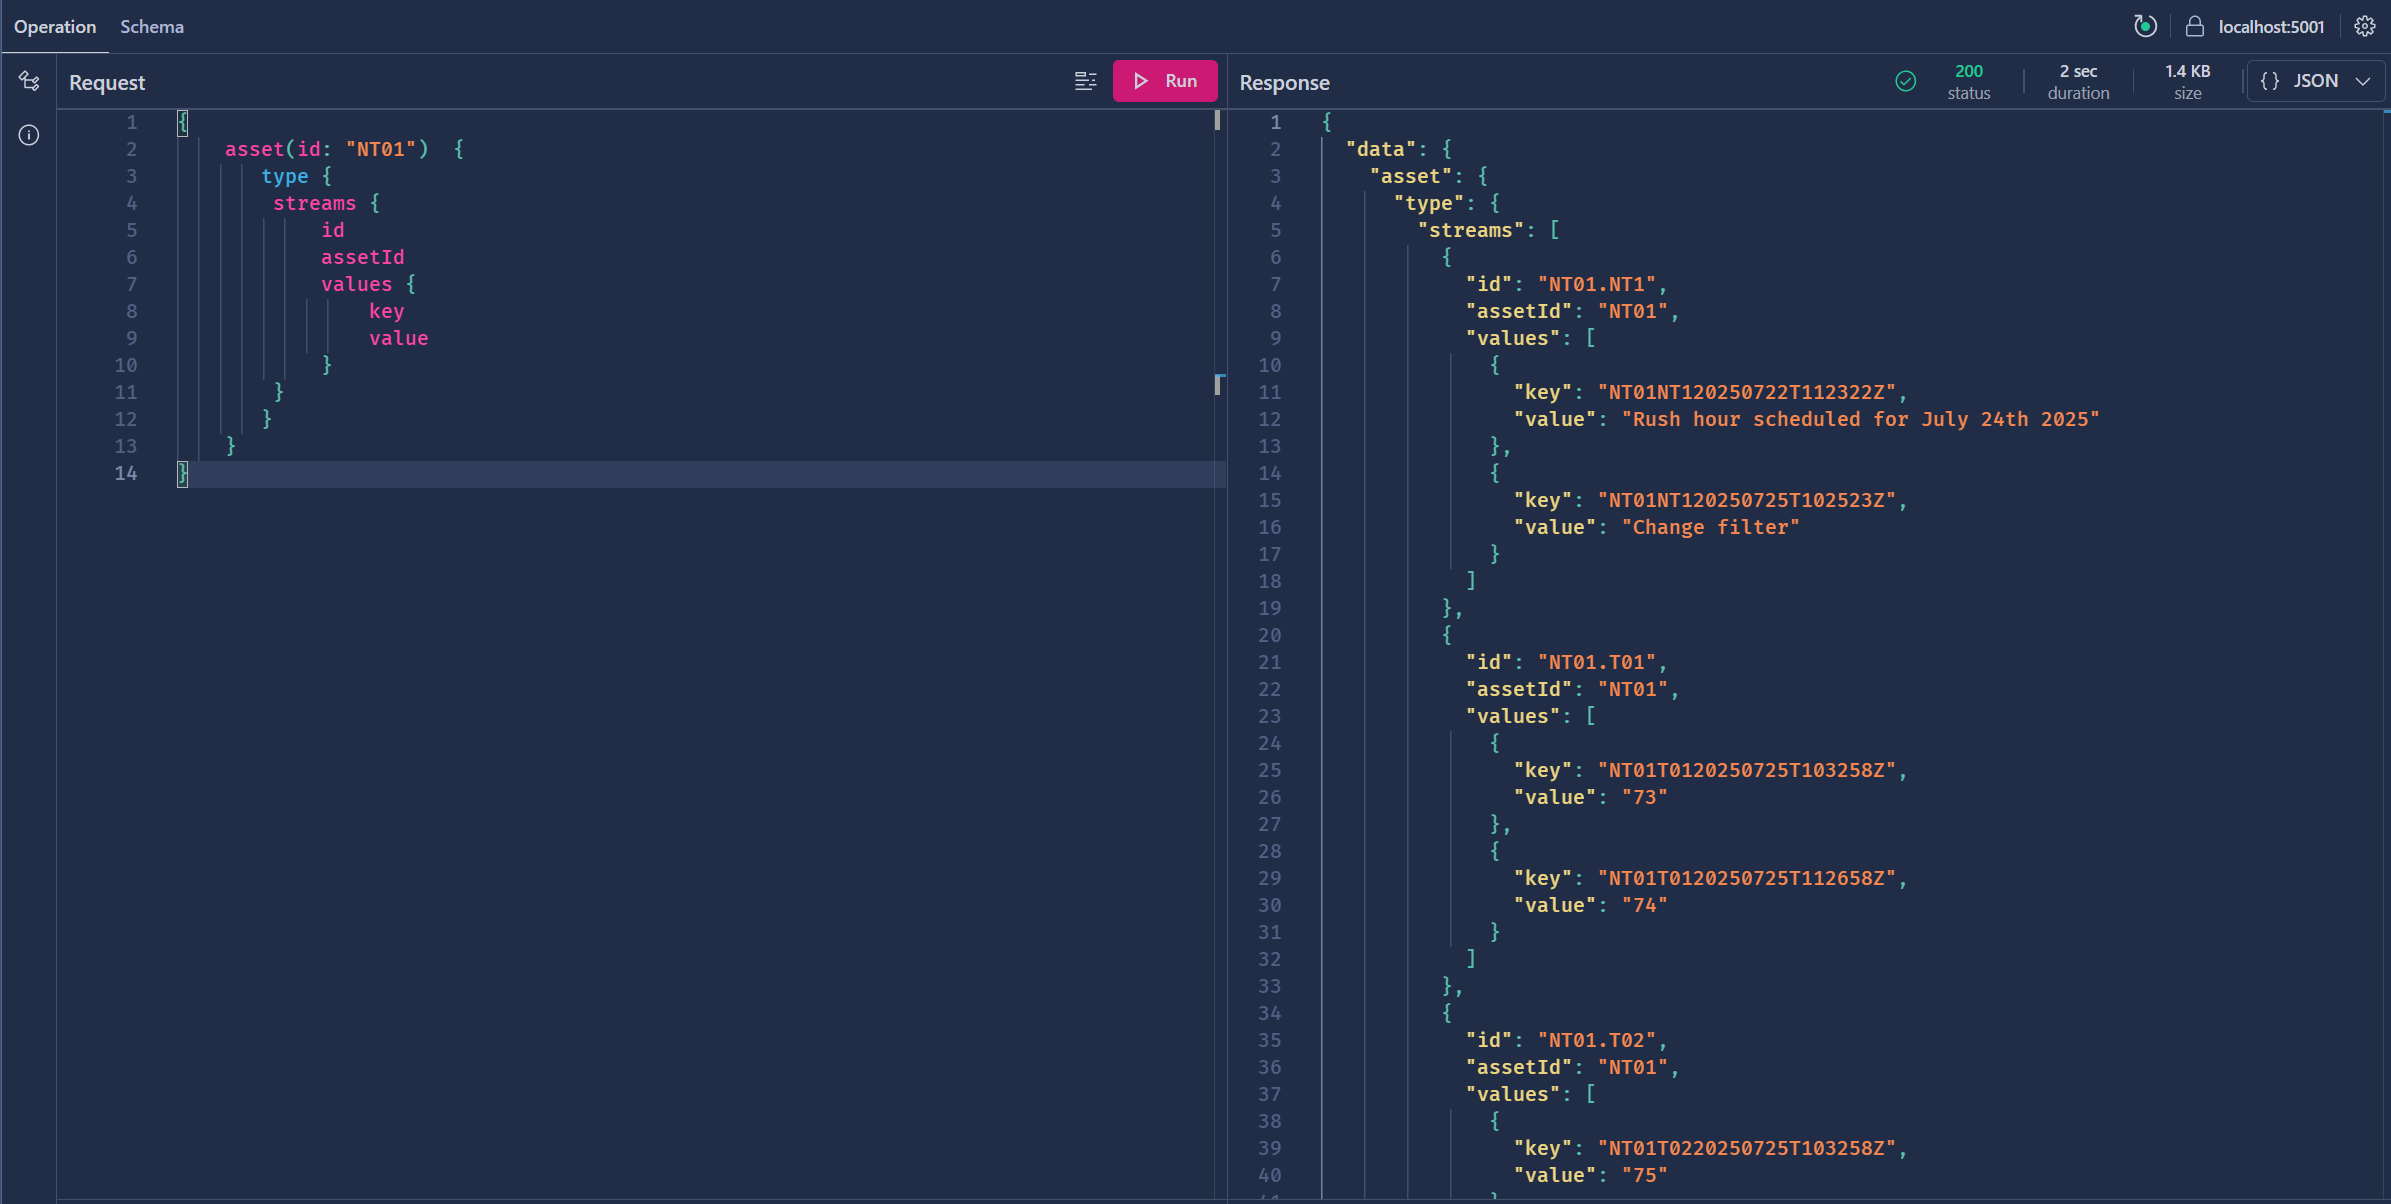 Operation Schema
localhost:5001
Request
Run
1 {
2 asset(id: "NT01") {
3 type {
4 streams {
5 id
6 assetId
7 values {
8 key
9 value
10 }
11 }
12 }
13 }
14 }
Response
200 status
2 sec duration
1.4 KB size
{ } JSON
1 {
2 "data": {
3 "asset": {
4 "type": {
5 "streams": [
6 {
7 "id": "NT01.NT1",
8 "assetId": "NT01",
9 "values": [
10 {
11 "key": "NT01NT120250722T112322Z",
12 "value": "Rush hour scheduled for July 24th 2025"
13 },
14 {
15 "key": "NT01NT120250725T102523Z",
16 "value": "Change filter"
17 }
18 ]
19 },
20 {
21 "id": "NT01.T01",
22 "assetId": "NT01",
23 "values": [
24 {
25 "key": "NT01T0120250725T103258Z",
26 "value": "73"
27 },
28 {
29 "key": "NT01T0120250725T112658Z",
30 "value": "74"
31 }
32 ]
33 },
34 {
35 "id": "NT01.T02",
36 "assetId": "NT01",
37 "values": [
38 {
39 "key": "NT01T0220250725T103258Z",
40 "value": "75"